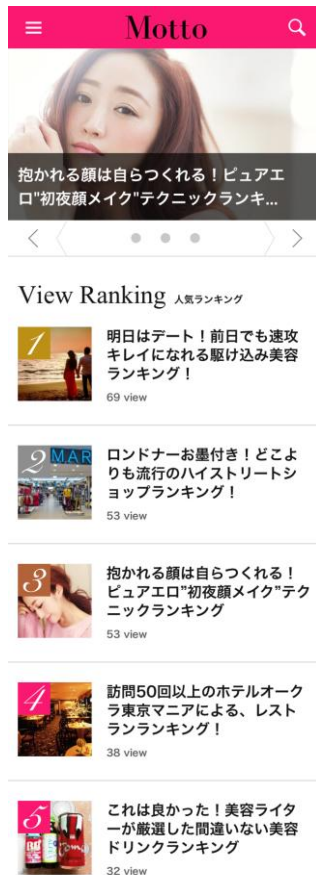 Motto
抱かれる顔は自らつくれる！ピュアエ
ロ"初夜顔メイク"テクニックランキ...
View Ranking 人気ランキング
1
明日はデート！前日でも速攻
キレイになれる駆け込み美容
ランキング！
69 view
2
MAR
ロンドナーお墨付き！どこよ
りも流行のハイストリートシ
ョップランキング！
53 view
3
抱かれる顔は自らつくれる！
ピュアエロ”初夜顔メイク”テク
ニックランキング
53 view
4
訪問50回以上のホテルオーク
ラ東京マニアによる、レスト
ランランキング！
38 view
5
これは良かった！美容ライタ
ーが厳選した間違いない美容
ドリンクランキング
32 view